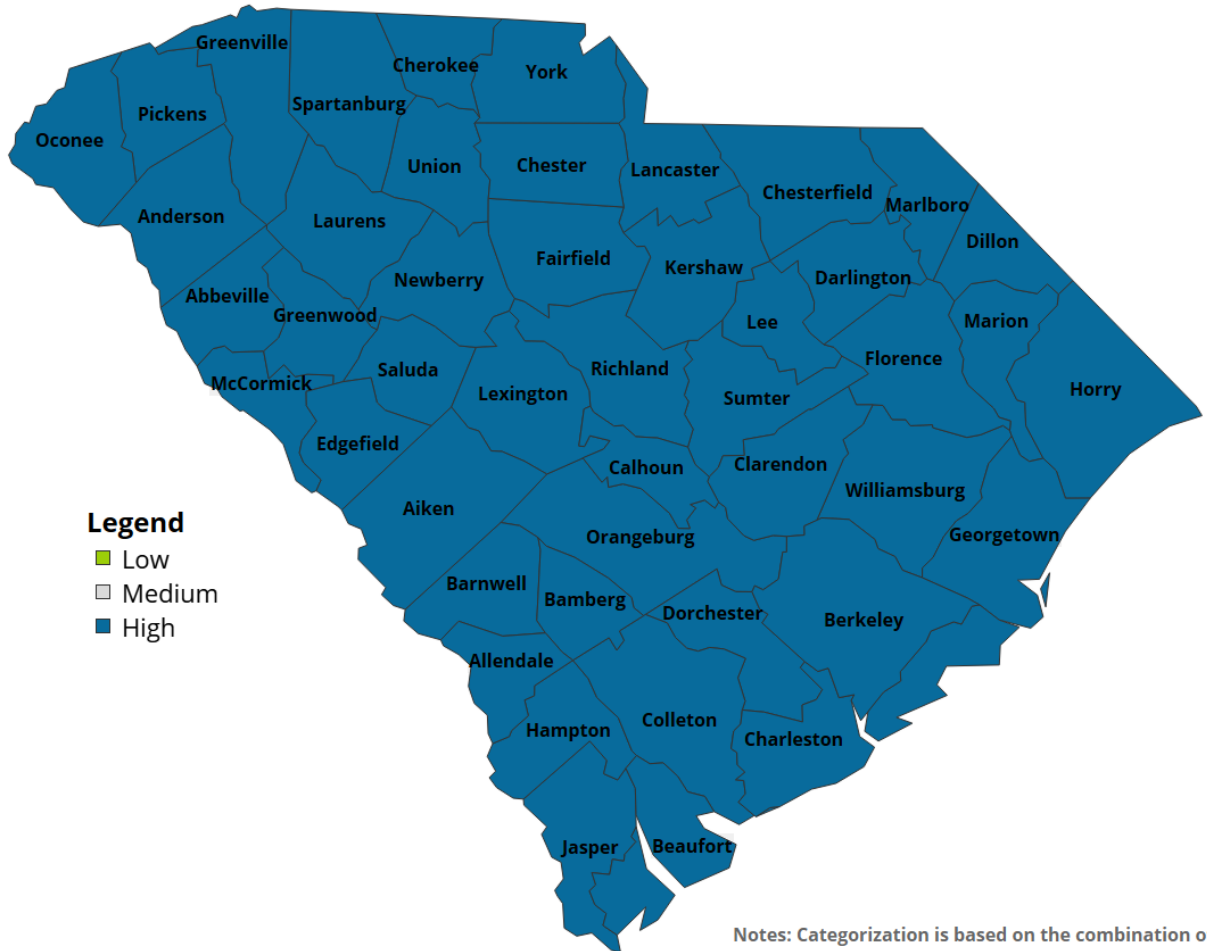 Greenville
Cherokee
York
Spartanburg
Pickens
Oconee
Union
Chester
Lancaster
Chesterfield
Marlboro
Anderson
Laurens
Dillon
Fairfield
Kershaw
Newberry
Darlington
Abbeville
Greenwood
Lee
Marion
Florence
Saluda
Richland
McCormick
Lexington
Sumter
Horry
Edgefield
Calhoun
Clarendon
Williamsburg
Aiken
Orangeburg
Georgetown
Barnwell
Bamberg
Dorchester
Berkeley
Allendale
Colleton
Hampton
Charleston
Jasper
Beaufort
Legend
Low
Medium
High
Notes: Categorization is based on the combination o